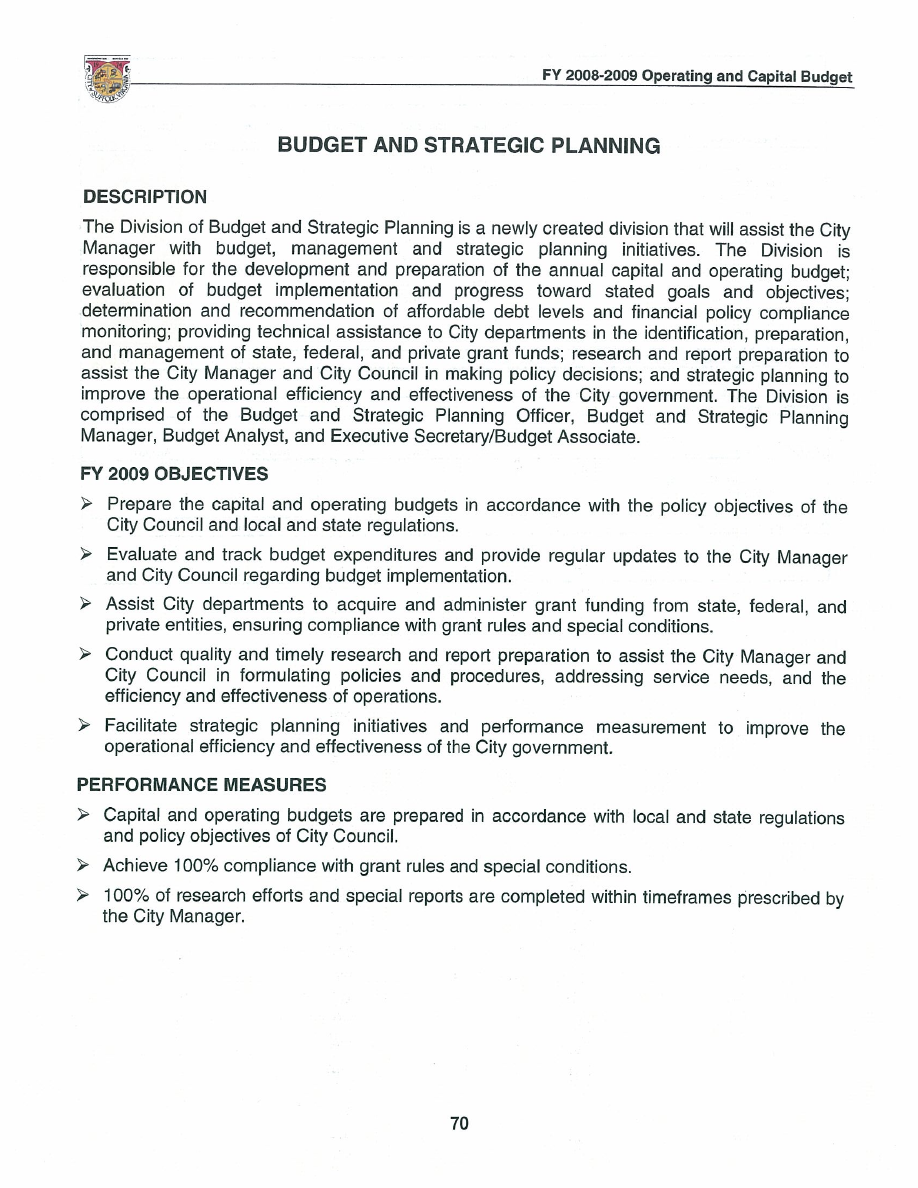 FY 2008-2009 Operating and Capital Budget
BUDGET AND STRATEGIC PLANNING
DESCRIPTION
The Division of Budget and Strategic Planning is a newly created division that will assist the City
Manager with budget, management and strategic planning initiatives. The Division is
responsible for the development and preparation of the annual capital and operating budget;
evaluation of budget implementation and progress toward stated goals and objectives;
determination and recommendation of affordable debt levels and financial policy compliance
monitoring; providing technical assistance to City departments in the identification, preparation,
and management of state, federal, and private grant funds; research and report preparation to
assist the City Manager and City Council in making policy decisions; and strategic planning to
improve the operational efficiency and effectiveness of the City government. The Division is
comprised of the Budget and Strategic Planning Officer, Budget and Strategic Planning
Manager, Budget Analyst, and Executive Secretary/Budget Associate.
FY 2009 OBJECTIVES
➢ Prepare the capital and operating budgets in accordance with the policy objectives of the
City Council and local and state regulations.
➢ Evaluate and track budget expenditures and provide regular updates to the City Manager
and City Council regarding budget implementation.
➢ Assist City departments to acquire and administer grant funding from state, federal, and
private entities, ensuring compliance with grant rules and special conditions.
➢ Conduct quality and timely research and report preparation to assist the City Manager and
City Council in formulating policies and procedures, addressing service needs, and the
efficiency and effectiveness of operations.
➢ Facilitate strategic planning initiatives and performance measurement to improve the
operational efficiency and effectiveness of the City government.
PERFORMANCE MEASURES
➢ Capital and operating budgets are prepared in accordance with local and state regulations
and policy objectives of City Council.
➢ Achieve 100% compliance with grant rules and special conditions.
➢ 100% of research efforts and special reports are completed within timeframes prescribed by
the City Manager.
70